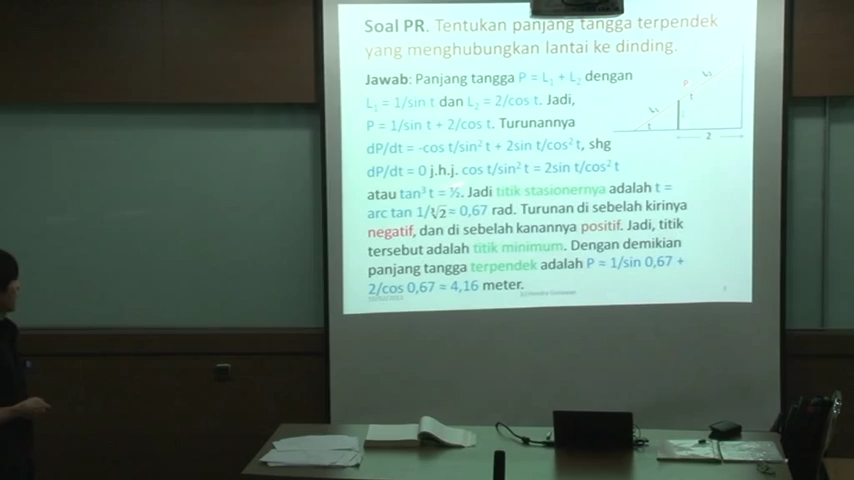 Soal PR. Tentukan panjang tangga terpendek
yang menghubungkan lantai ke dinding.
Jawab: Panjang tangga P = L₁ + L₂ dengan
L₁ = 1/sin t dan L₂ = 2/cos t. Jadi,
P = 1/sin t + 2/cos t. Turunannya
dP/dt = -cos t/sin² t + 2sin t/cos² t, shg
dP/dt = 0 j.h.j. cos t/sin² t = 2sin t/cos² t
atau tan³ t = ½. Jadi titik stasionernya adalah t =
arc tan 1/∛2 = 0,67 rad. Turunan di sebelah kirinya
negatif, dan di sebelah kanannya positif. Jadi, titik
tersebut adalah titik minimum. Dengan demikian
panjang tangga terpendek adalah P = 1/sin 0,67 +
2/cos 0,67 = 4,16 meter.
L₂
P
t
L₁
t
2
(c) Hendra Gunawan